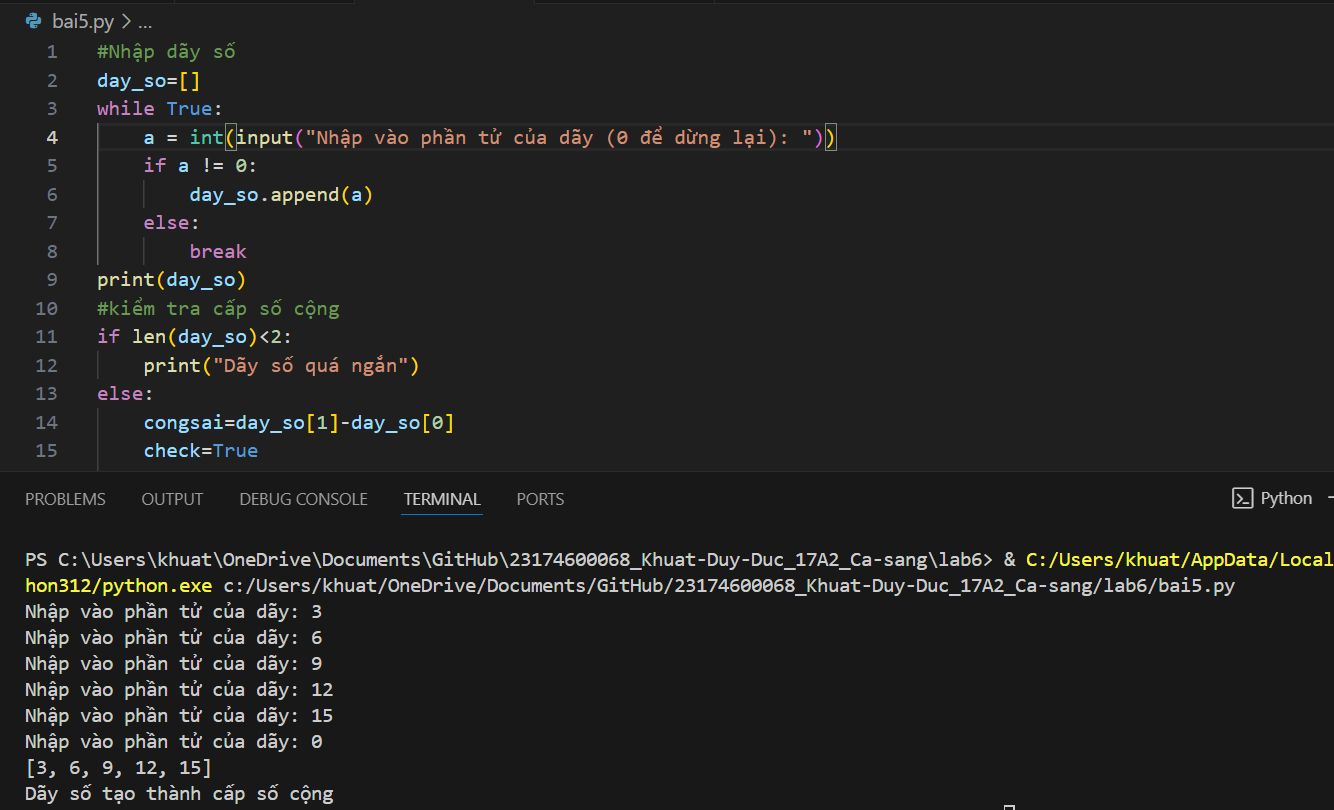 bai5.py > ...
1 #Nhập dãy số
2 day_so=[]
3 while True:
4 a = int(input("Nhập vào phần tử của dãy (0 để dừng lại): "))
5 if a != 0:
6 day_so.append(a)
7 else:
8 break
9 print(day_so)
10 #kiểm tra cấp số cộng
11 if len(day_so)<2:
12 print("Dãy số quá ngắn")
13 else:
14 congsai=day_so[1]-day_so[0]
15 check=True
PROBLEMS OUTPUT DEBUG CONSOLE TERMINAL PORTS Python
PS C:\Users\khuat\OneDrive\Documents\GitHub\23174600068_Khuat-Duy-Duc_17A2_Ca-sang\lab6> & C:/Users/khuat/AppData/Local
hon312/python.exe c:/Users/khuat/OneDrive/Documents/GitHub/23174600068_Khuat-Duy-Duc_17A2_Ca-sang/lab6/bai5.py
Nhập vào phần tử của dãy: 3
Nhập vào phần tử của dãy: 6
Nhập vào phần tử của dãy: 9
Nhập vào phần tử của dãy: 12
Nhập vào phần tử của dãy: 15
Nhập vào phần tử của dãy: 0
[3, 6, 9, 12, 15]
Dãy số tạo thành cấp số cộng